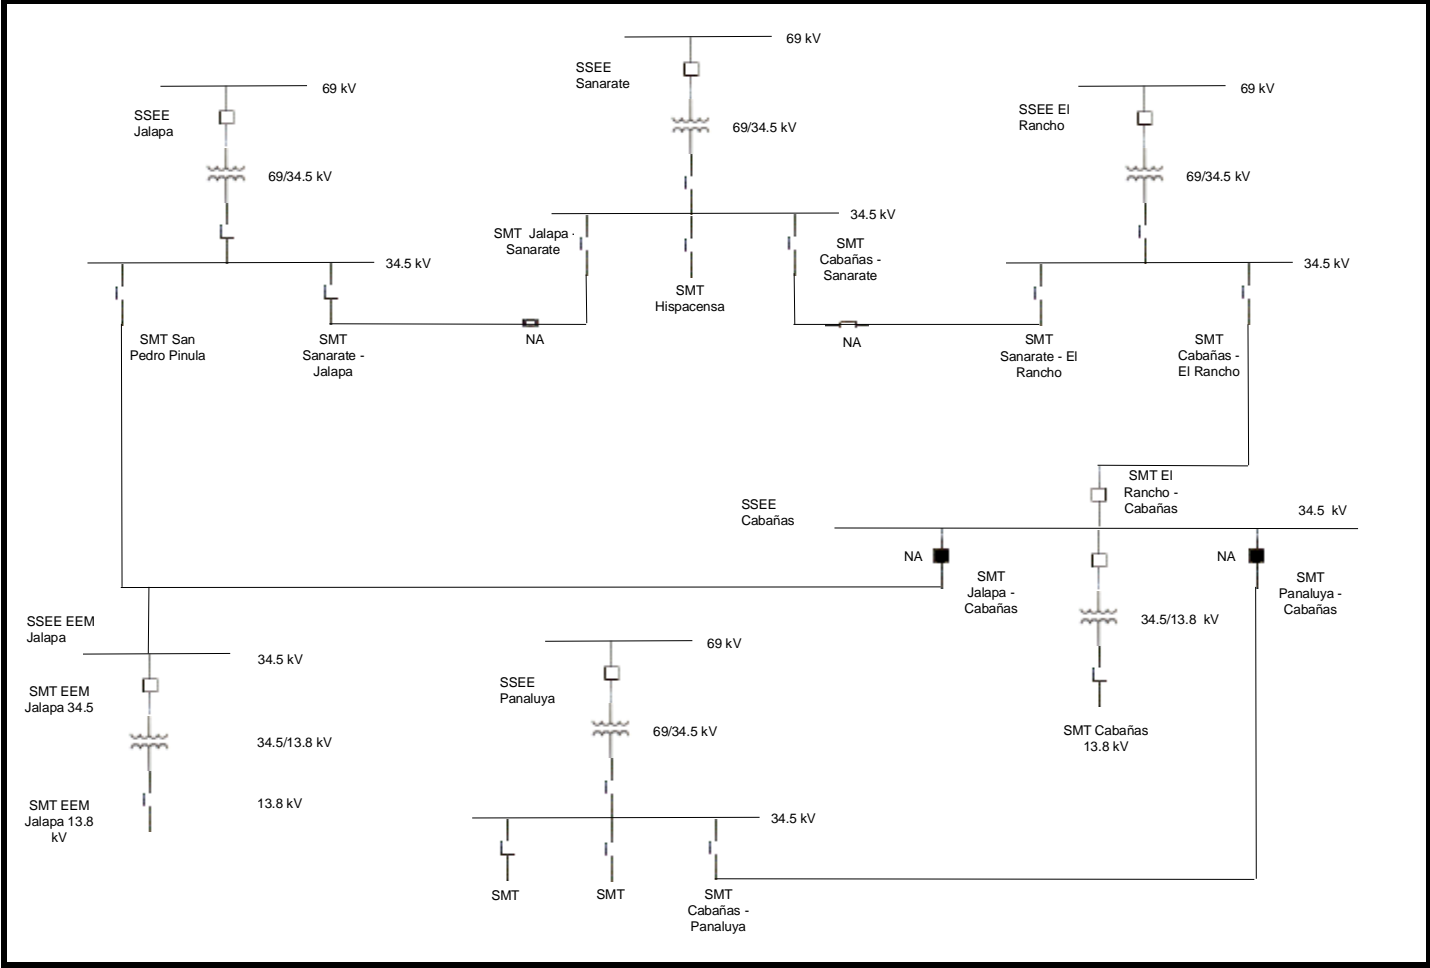 69 kV
SSEE
Sanarate
69/34.5 kV
69 kV
SSEE
Jalapa
69/34.5 kV
69 kV
SSEE El
Rancho
69/34.5 kV
34.5 kV
SMT Jalapa -
Sanarate
SMT
Hispacensa
SMT
Cabañas -
Sanarate
34.5 kV
34.5 kV
SMT San
Pedro Pinula
SMT
Sanarate -
Jalapa
NA
NA
SMT
Sanarate - El
Rancho
SMT
Cabañas -
El Rancho
SMT El
Rancho -
Cabañas
SSEE
Cabañas
34.5 kV
NA
SMT
Jalapa -
Cabañas
NA
SMT
Panaluya -
Cabañas
34.5/13.8 kV
SMT Cabañas
13.8 kV
SSEE EEM
Jalapa
34.5 kV
SMT EEM
Jalapa 34.5
34.5/13.8 kV
SMT EEM
Jalapa 13.8
kV
13.8 kV
69 kV
SSEE
Panaluya
69/34.5 kV
34.5 kV
SMT
SMT
SMT
Cabañas -
Panaluya